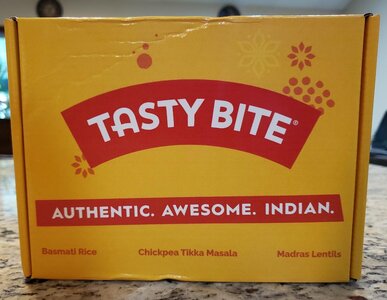 TASTY BITE®
AUTHENTIC. AWESOME. INDIAN.
Basmati Rice Chickpea Tikka Masala Madras Lentils